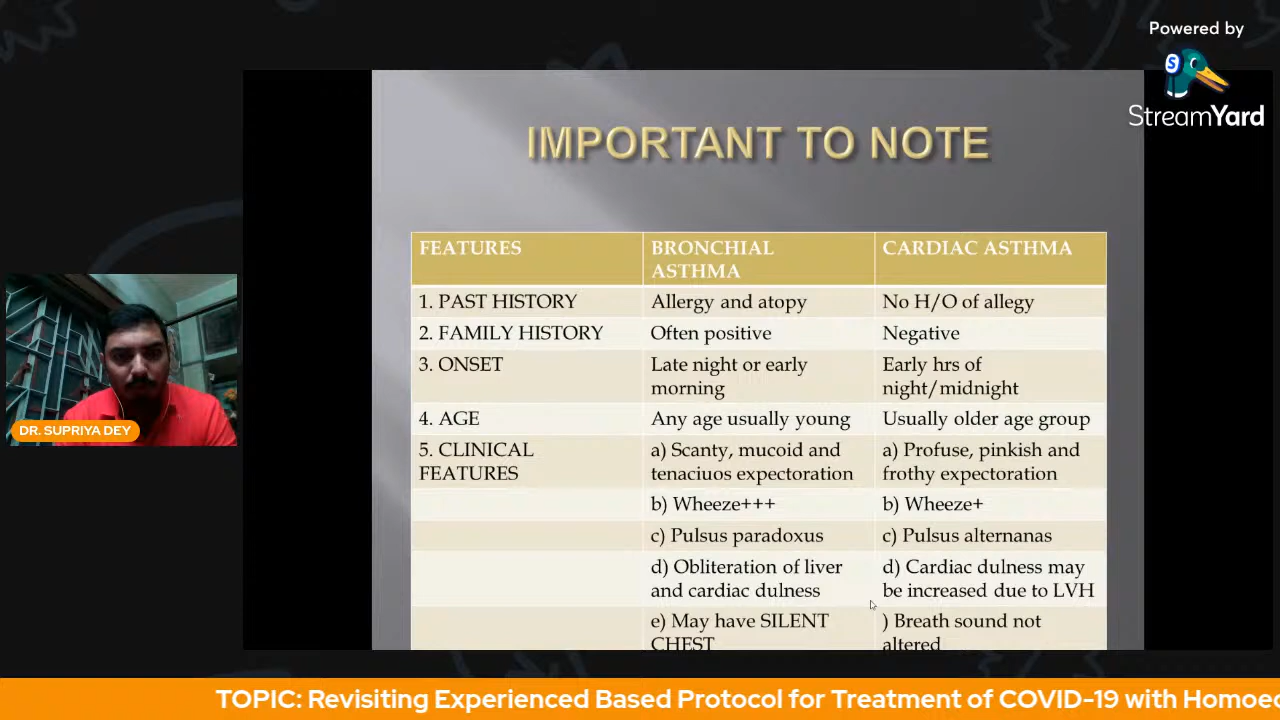 Powered by
S
StreamYard
IMPORTANT TO NOTE
FEATURES
BRONCHIAL
ASTHMA
CARDIAC ASTHMA
1. PAST HISTORY
Allergy and atopy
No H/O of allegy
2. FAMILY HISTORY
Often positive
Negative
3. ONSET
Late night or early
morning
Early hrs of
night/midnight
4. AGE
Any age usually young
Usually older age group
5. CLINICAL
FEATURES
a) Scanty, mucoid and
tenaciuos expectoration
a) Profuse, pinkish and
frothy expectoration
b) Wheeze+++
b) Wheeze+
c) Pulsus paradoxus
c) Pulsus alternanas
d) Obliteration of liver
and cardiac dulness
d) Cardiac dulness may
be increased due to LVH
e) May have SILENT
CHEST
) Breath sound not
altered
DR. SUPRIYA DEY
TOPIC: Revisiting Experienced Based Protocol for Treatment of COVID-19 with Homoeo